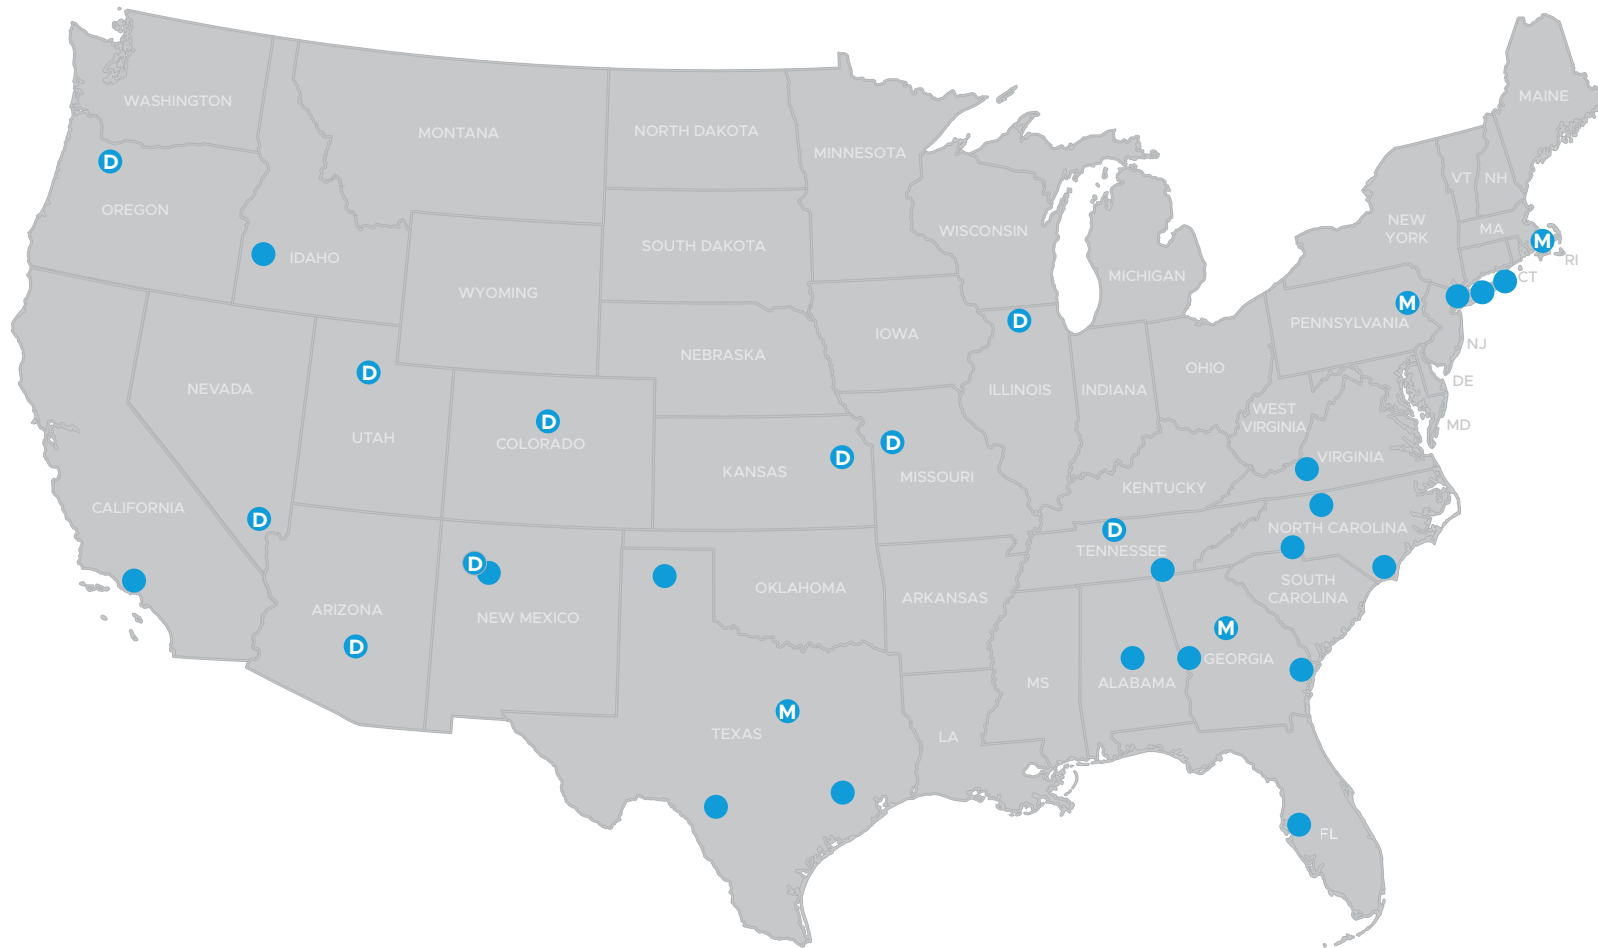 WASHINGTON
MAINE
MONTANA
NORTH DAKOTA
MINNESOTA
D
VT
NH
OREGON
NEW
YORK
MA
WISCONSIN
M
SOUTH DAKOTA
IDAHO
RI
MICHIGAN
CT
WYOMING
M
D
PENNSYLVANIA
IOWA
NJ
NEBRASKA
OHIO
D
DE
NEVADA
ILLINOIS
INDIANA
WEST
VIRGINIA
D
MD
UTAH
COLORADO
D
D
VIRGINIA
KANSAS
MISSOURI
KENTUCKY
CALIFORNIA
D
D
NORTH CAROLINA
TENNESSEE
D
SOUTH
CAROLINA
OKLAHOMA
ARKANSAS
ARIZONA
NEW MEXICO
M
D
GEORGIA
MS
ALABAMA
M
TEXAS
LA
FL